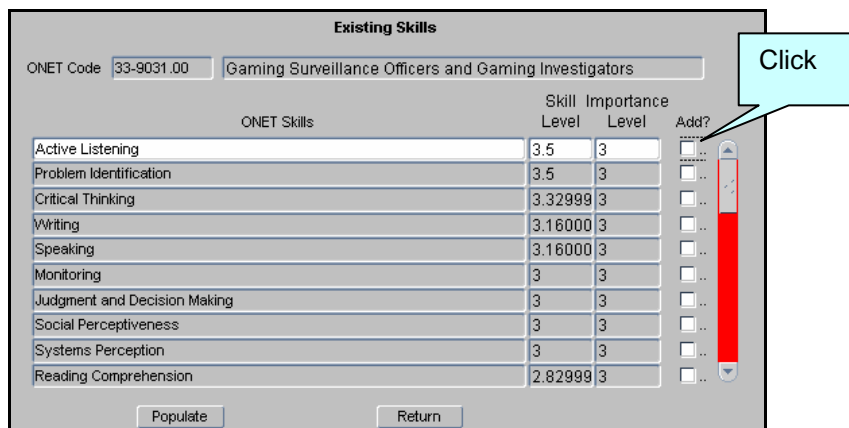 Existing Skills
Click
ONET Code 33-9031.00 Gaming Surveillance Officers and Gaming Investigators
Skill Importance
ONET Skills Level Level Add?
Active Listening 3.5 3 ..
Problem Identification 3.5 3 ..
Critical Thinking 3.32999 3 ..
Writing 3.16000 3 ..
Speaking 3.16000 3 ..
Monitoring 3 3 ..
Judgment and Decision Making 3 3 ..
Social Perceptiveness 3 3 ..
Systems Perception 3 3 ..
Reading Comprehension 2.82999 3 ..
Populate Return